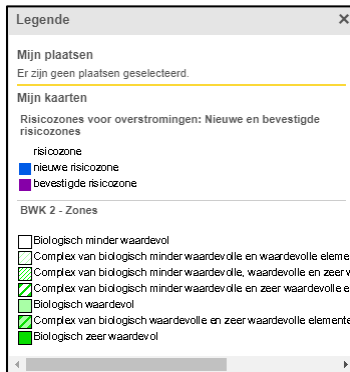 Legende
Mijn plaatsen
Er zijn geen plaatsen geselecteerd.
Mijn kaarten
Risicozones voor overstromingen: Nieuwe en bevestigde
risicozones
risicozone
nieuwe risicozone
bevestigde risicozone
BWK 2 - Zones
Biologisch minder waardevol
Complex van biologisch minder waardevolle en waardevolle eleme
Complex van biologisch minder waardevolle, waardevolle en zeer w
Complex van biologisch minder waardevolle en zeer waardevolle e
Biologisch waardevol
Complex van biologisch waardevolle en zeer waardevolle elemente
Biologisch zeer waardevol